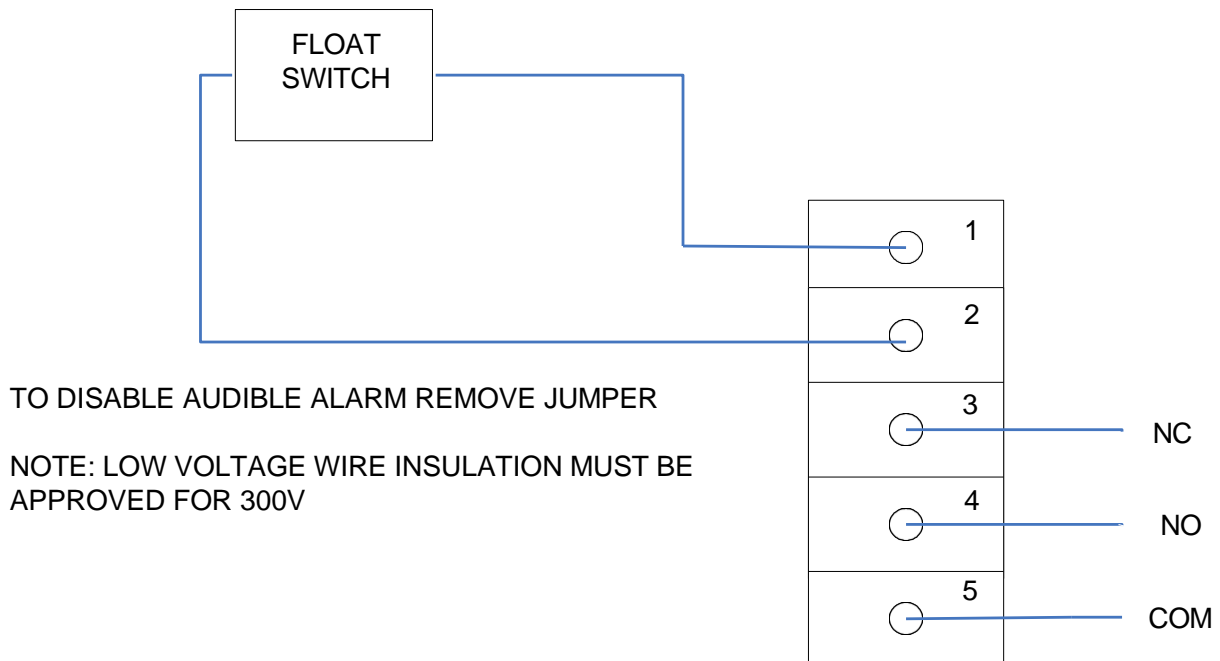 FLOAT
SWITCH
1
2
TO DISABLE AUDIBLE ALARM REMOVE JUMPER
3
NC
NOTE: LOW VOLTAGE WIRE INSULATION MUST BE
APPROVED FOR 300V
4
NO
5
COM